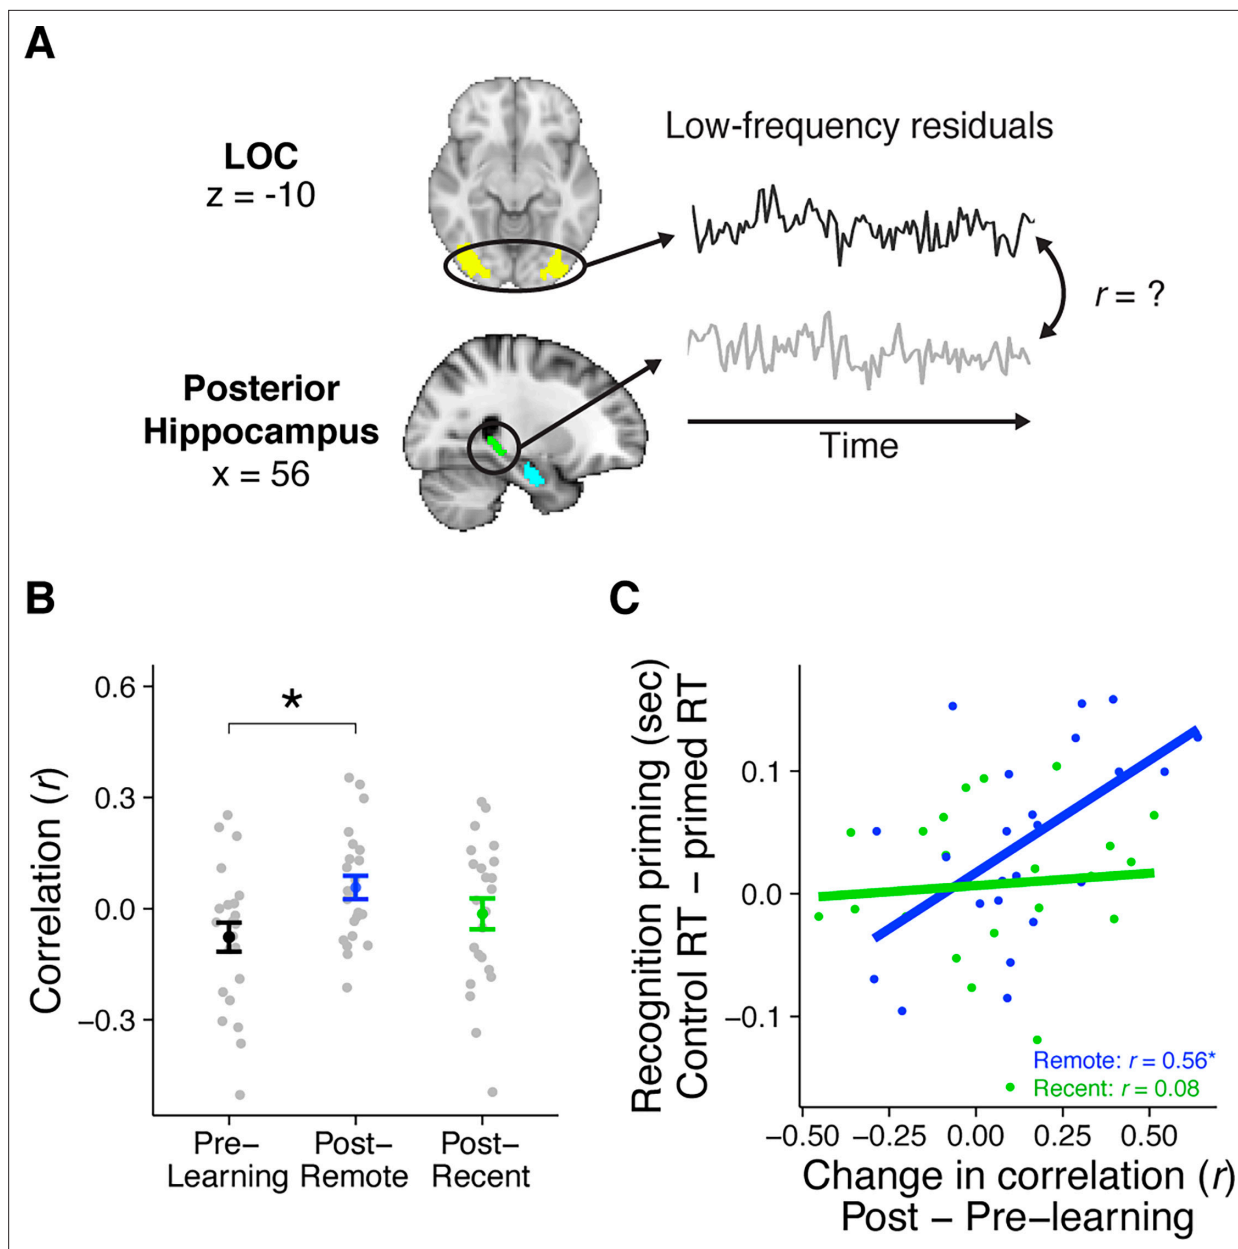 A
LOC
z = -10
Low-frequency residuals
r = ?
Posterior
Hippocampus
x = 56
Time
B
Correlation (r)
0.6
0.3
0.0
−0.3
*
Pre−
Learning
Post−
Remote
Post−
Recent
C
Recognition priming (sec)
Control RT − primed RT
0.1
0.0
−0.1
Remote: r = 0.56*
Recent: r = 0.08
−0.50 −0.25 0.00 0.25 0.50
Change in correlation (r)
Post − Pre−learning